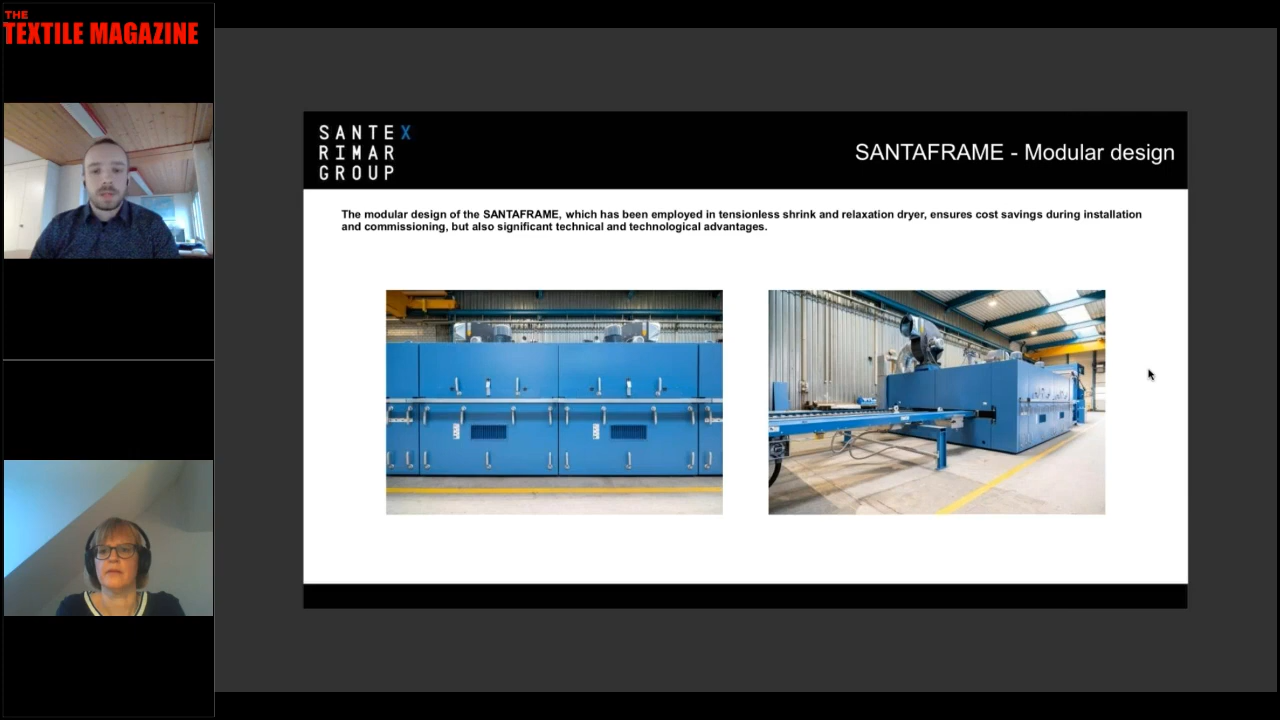 THE
TEXTILE MAGAZINE
SANTEX
RIMAR
GROUP
SANTAFRAME - Modular design
The modular design of the SANTAFRAME, which has been employed in tensionless shrink and relaxation dryer, ensures cost savings during installation
and commissioning, but also significant technical and technological advantages.